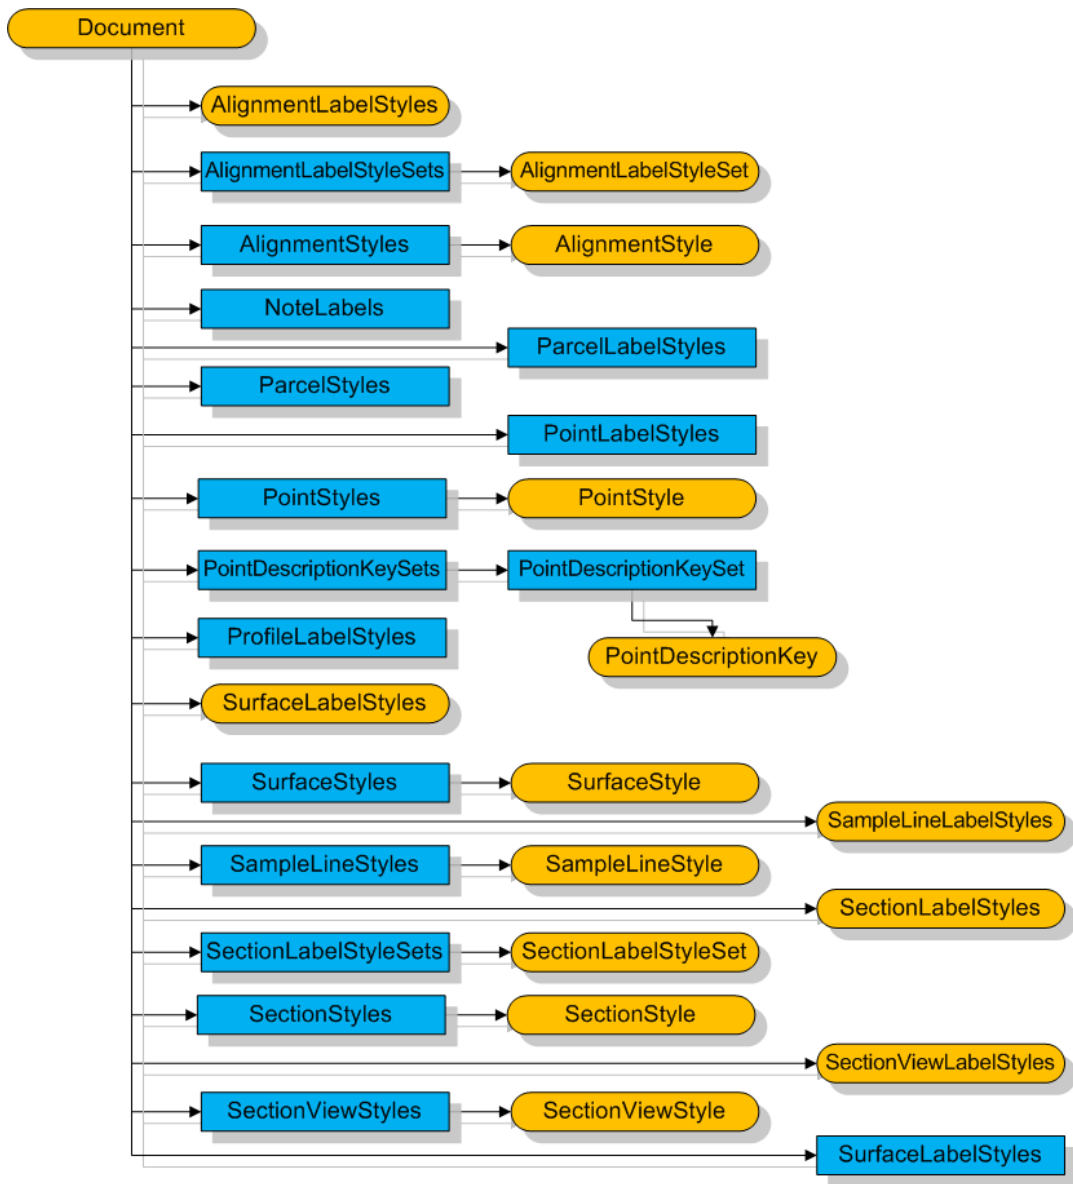 Document
AlignmentLabelStyles
AlignmentLabelStyleSets
AlignmentLabelStyleSet
AlignmentStyles
AlignmentStyle
NoteLabels
ParcelLabelStyles
ParcelStyles
PointLabelStyles
PointStyles
PointStyle
PointDescriptionKeySets
PointDescriptionKeySet
ProfileLabelStyles
PointDescriptionKey
SurfaceLabelStyles
SurfaceStyles
SurfaceStyle
SampleLineLabelStyles
SampleLineStyles
SampleLineStyle
SectionLabelStyles
SectionLabelStyleSets
SectionLabelStyleSet
SectionStyles
SectionStyle
SectionViewLabelStyles
SectionViewStyles
SectionViewStyle
SurfaceLabelStyles